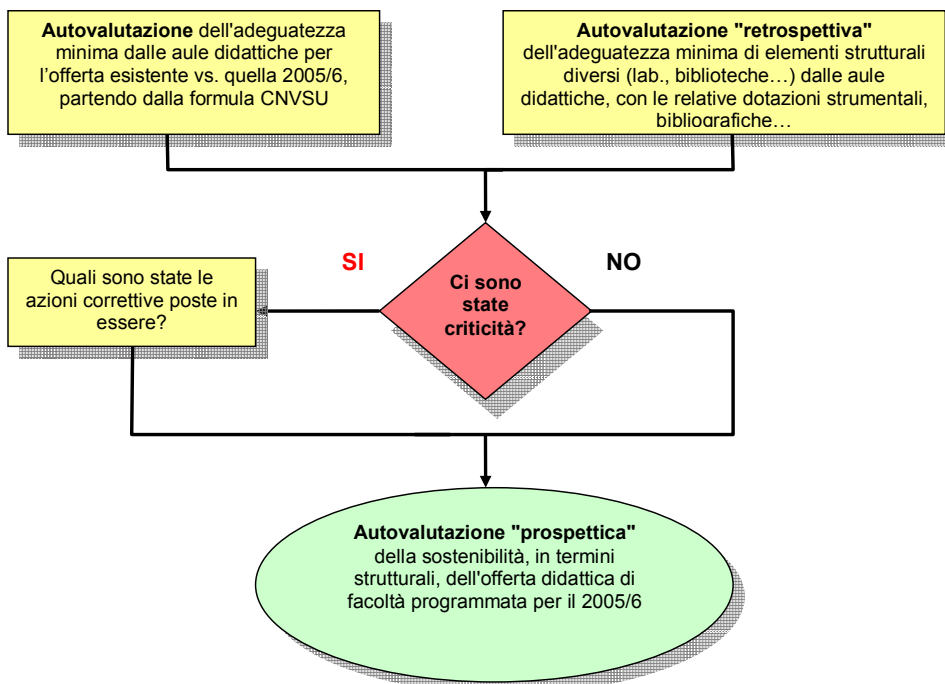 Autovalutazione dell'adeguatezza
minima dalle aule didattiche per
l'offerta esistente vs. quella 2005/6,
partendo dalla formula CNVSU
Autovalutazione "retrospettiva"
dell'adeguatezza minima di elementi strutturali
diversi (lab., biblioteche…) dalle aule
didattiche, con le relative dotazioni strumentali,
bibliografiche…
SI
NO
Ci sono
state
criticità?
Quali sono state le
azioni correttive poste in
essere?
Autovalutazione "prospettica"
della sostenibilità, in termini
strutturali, dell'offerta didattica di
facoltà programmata per il 2005/6